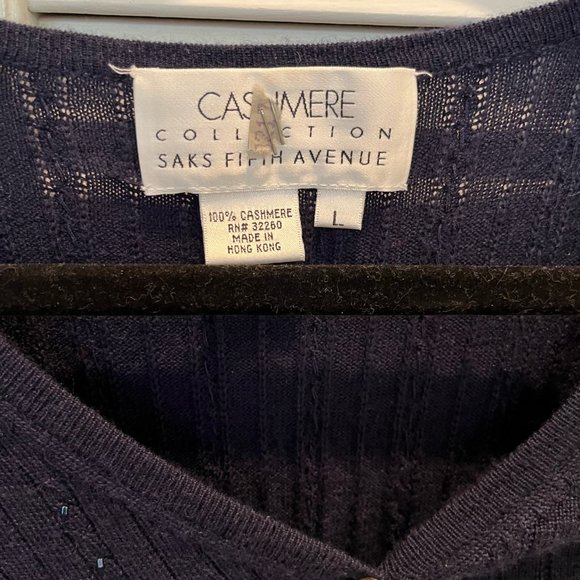 CASHMERE
COLLECTION
SAKS FIFTH AVENUE
100% CASHMERE
RN# 32260
MADE IN
HONG KONG
L